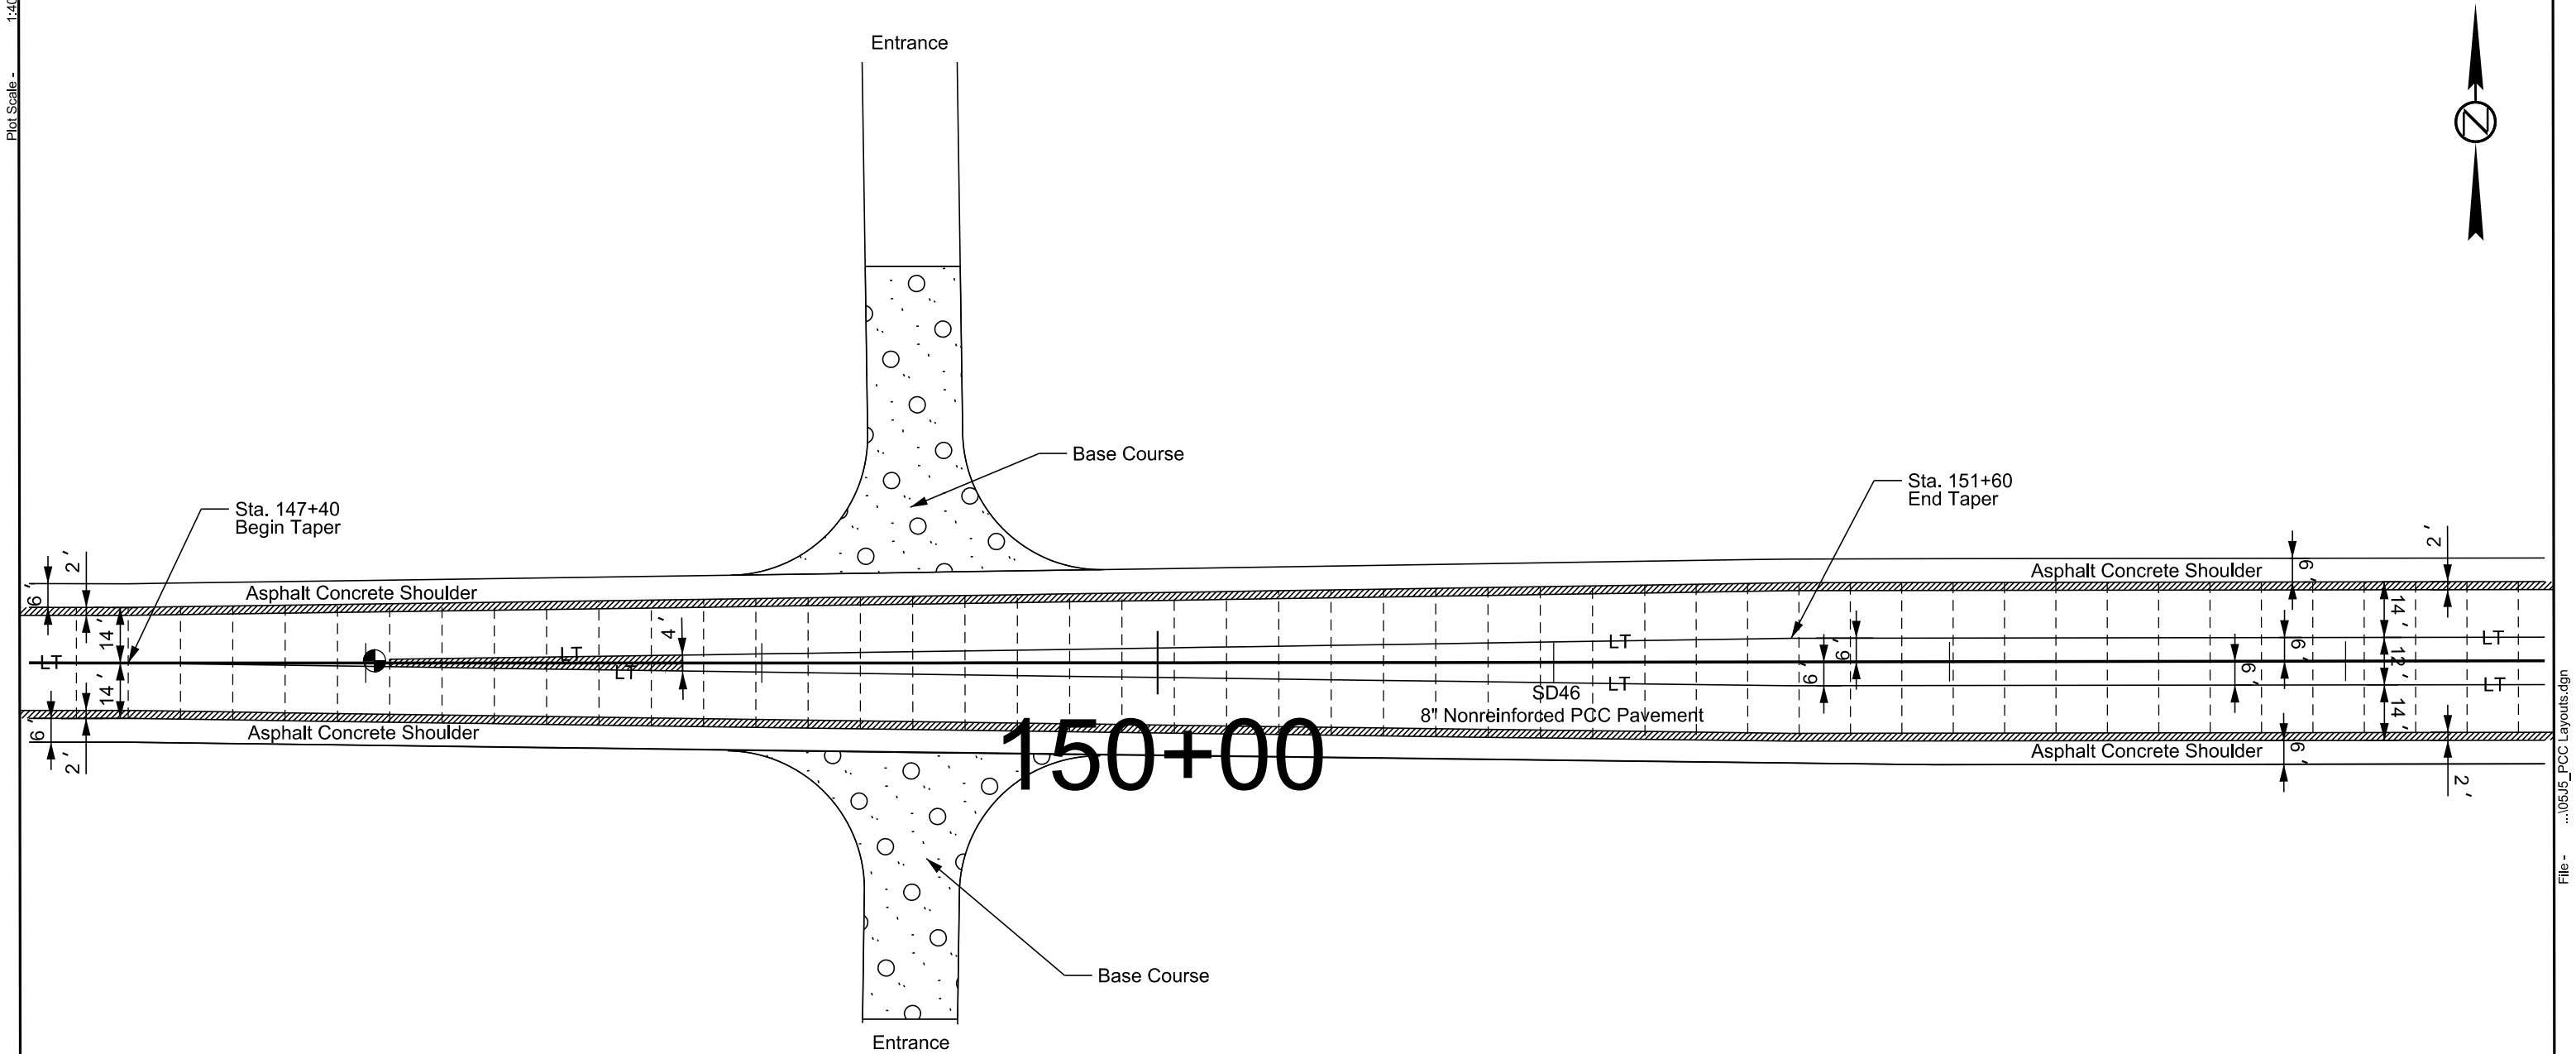 Plot Scale - 1:40
Entrance
N
Base Course
Sta. 147+40
Begin Taper
Sta. 151+60
End Taper
2'
2'
6'
6'
Asphalt Concrete Shoulder
Asphalt Concrete Shoulder
14'
14'
4'
LT
LT
LT
LT
LT
6'
6'
6'
12'
LT
LT
6'
6'
SD46
8" Nonreinforced PCC Pavement
14'
14'
6'
2'
Asphalt Concrete Shoulder
150+00
Asphalt Concrete Shoulder
6'
2'
Base Course
Entrance
File - ...\05J5_PCC Layouts.dgn